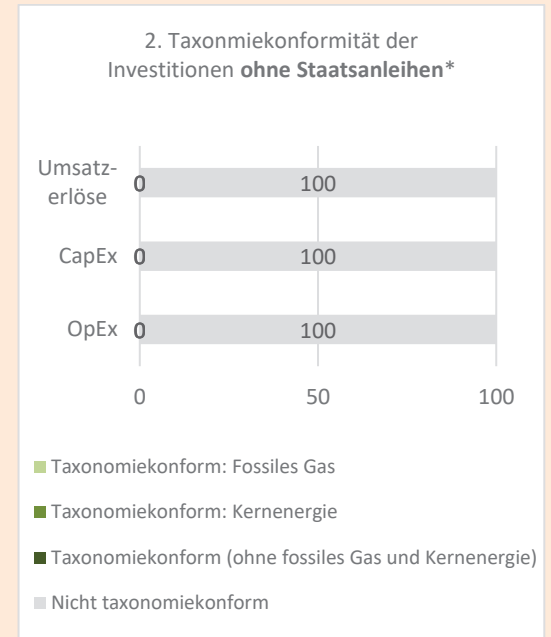 2. Taxonmiekonformität der
Investitionen ohne Staatsanleihen*
Umsatz-
erlöse
0 100
CapEx 0 100
OpEx 0 100
0 50 100
Taxonomiekonform: Fossiles Gas
Taxonomiekonform: Kernenergie
Taxonomiekonform (ohne fossiles Gas und Kernenergie)
Nicht taxonomiekonform